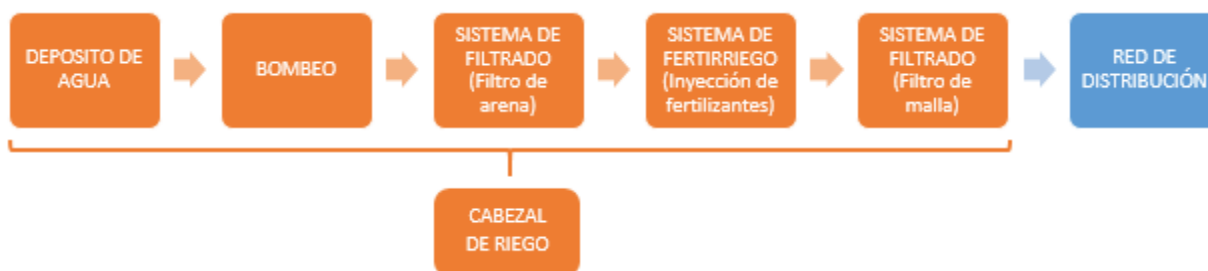 DEPOSITO DE
AGUA
BOMBEO
SISTEMA DE
FILTRADO
(Filtro de
arena)
SISTEMA DE
FERTIRRIEGO
(Inyección de
fertilizantes)
SISTEMA DE
FILTRADO
(Filtro de
malla)
RED DE
DISTRIBUCIÓN
CABEZAL
DE RIEGO